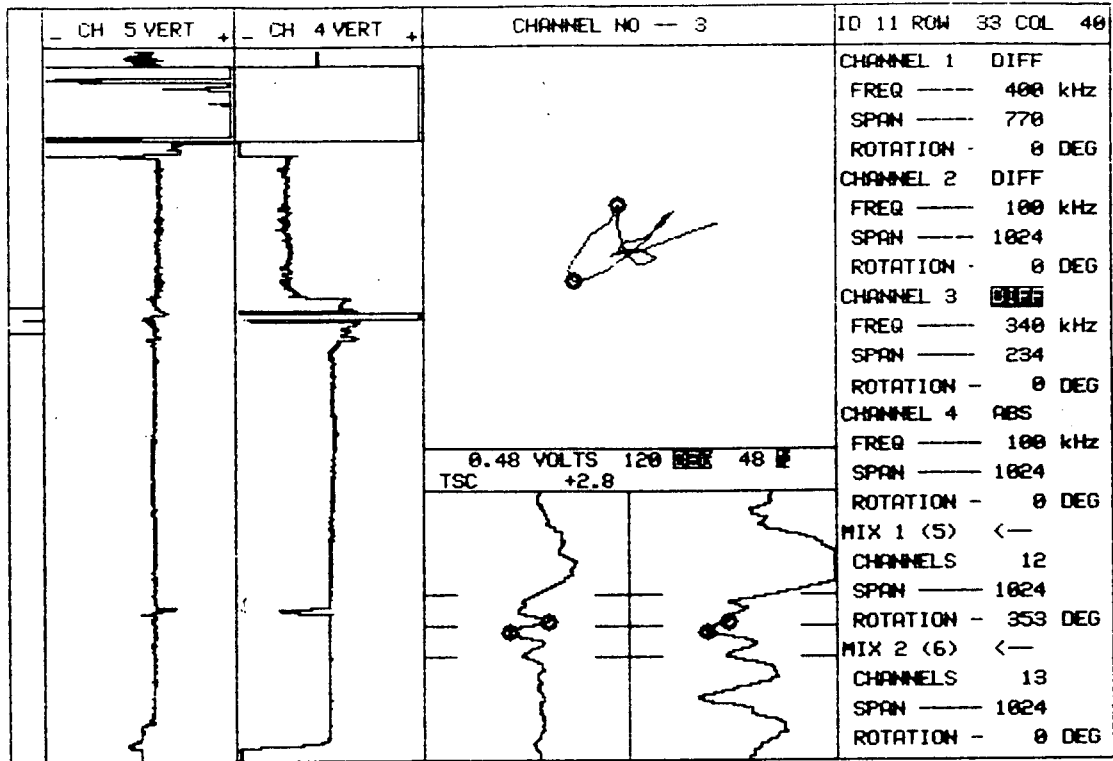 _ CH 5 VERT +
_ CH 4 VERT +
CHANNEL NO -- 3
ID 11 ROW 33 COL 40
CHANNEL 1 DIFF
FREQ ----- 400 kHz
SPAN ----- 770
ROTATION - 0 DEG
CHANNEL 2 DIFF
FREQ ----- 100 kHz
SPAN ----- 1024
ROTATION - 0 DEG
CHANNEL 3 DIFF
FREQ ----- 340 kHz
SPAN ----- 234
ROTATION - 0 DEG
CHANNEL 4 ABS
FREQ ----- 100 kHz
SPAN ----- 1024
ROTATION - 0 DEG
MIX 1 (5) <--
CHANNELS 12
SPAN ----- 1024
ROTATION - 353 DEG
MIX 2 (6) <--
CHANNELS 13
SPAN ----- 1024
ROTATION - 0 DEG
0.48 VOLTS 120 48
TSC +2.8